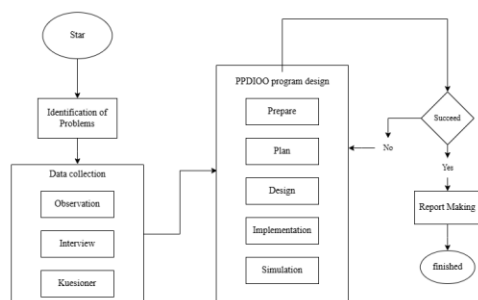 Star
Identification of
Problems
Data collection
Observation
Interview
Kuesioner
PPDIOO program design
Prepare
Plan
Design
Implementation
Simulation
Succeed
No
Yes
Report Making
finished